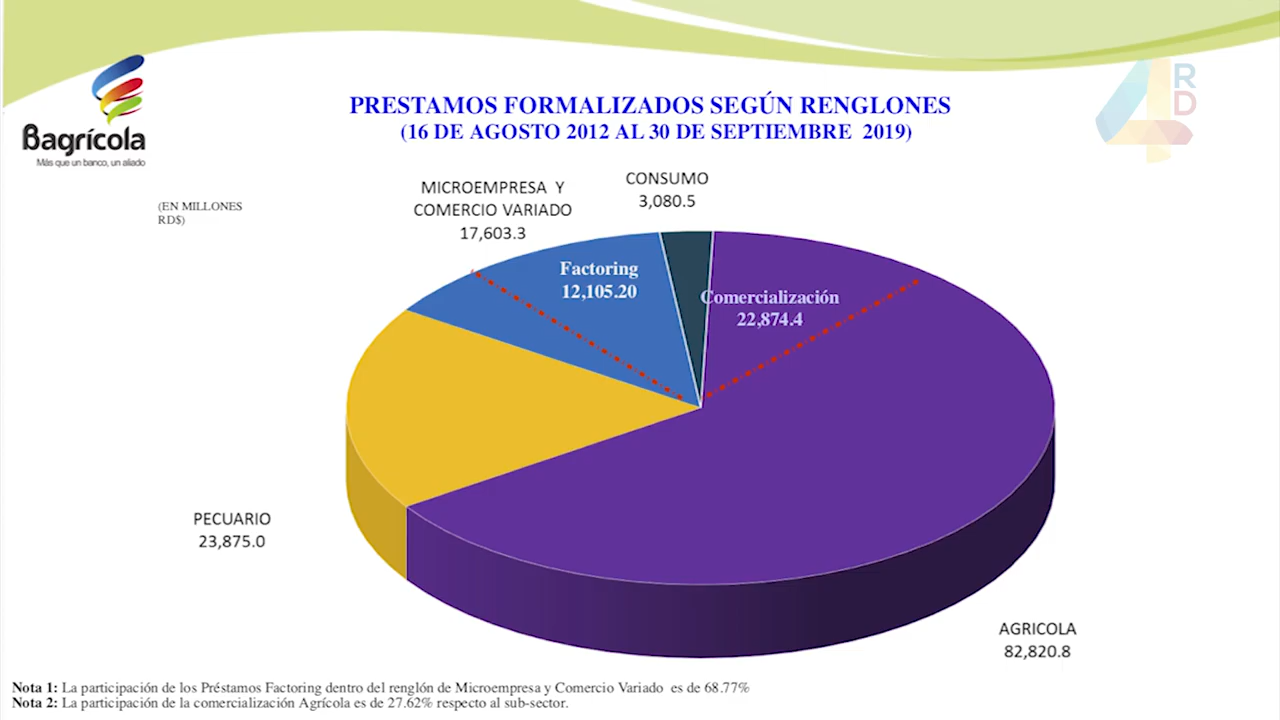 Bagrícola
Más que un banco, un aliado
4
RD
PRESTAMOS FORMALIZADOS SEGÚN RENGLONES
(16 DE AGOSTO 2012 AL 30 DE SEPTIEMBRE 2019)
(EN MILLONES
RD$)
MICROEMPRESA Y
COMERCIO VARIADO
17,603.3
CONSUMO
3,080.5
Factoring
12,105.20
Comercialización
22,874.4
PECUARIO
23,875.0
AGRICOLA
82,820.8
Nota 1: La participación de los Préstamos Factoring dentro del renglón de Microempresa y Comercio Variado es de 68.77%
Nota 2: La participación de la comercialización Agrícola es de 27.62% respecto al sub-sector.